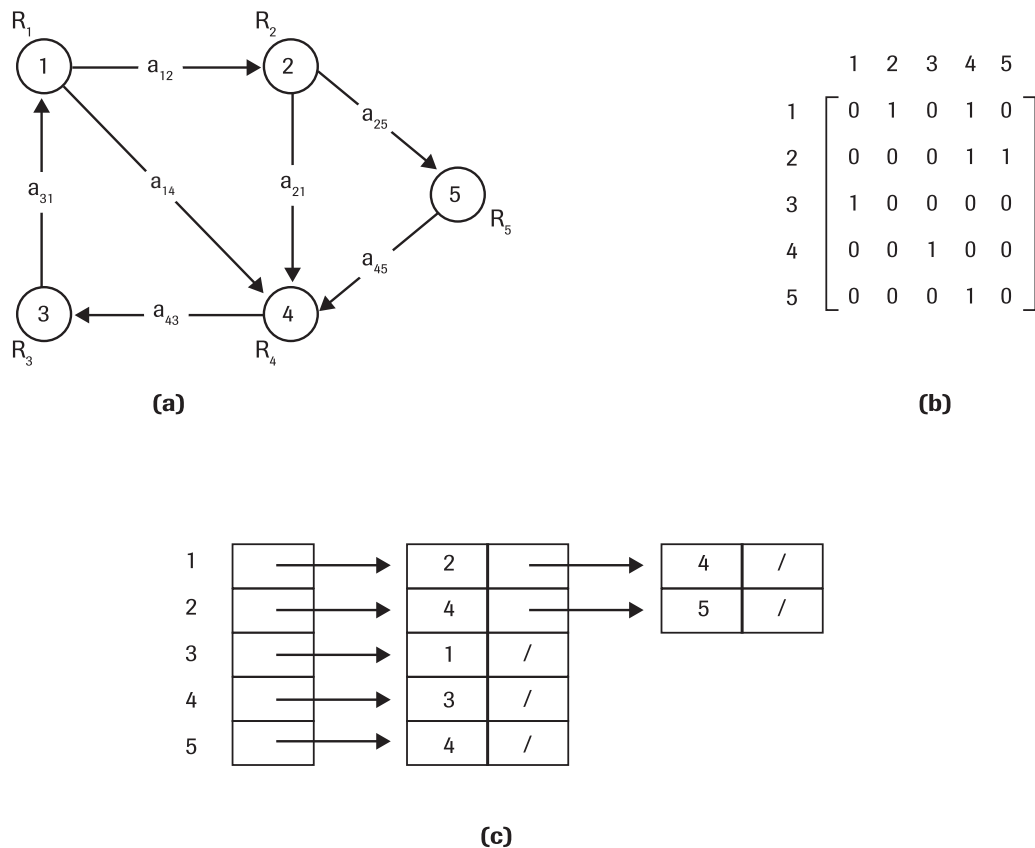 R₁ R₂
1 a₁₂ 2
a₂₅
a₃₁ a₁₄ a₂₁ 5
R₅
a₄₅
3 a₄₃ 4
R₃ R₄
(a)
1 2 3 4 5
1 0 1 0 1 0
2 0 0 0 1 1
3 1 0 0 0 0
4 0 0 1 0 0
5 0 0 0 1 0
(b)
1 2 4 /
2 4 5 /
3 1 /
4 3 /
5 4 /
(c)